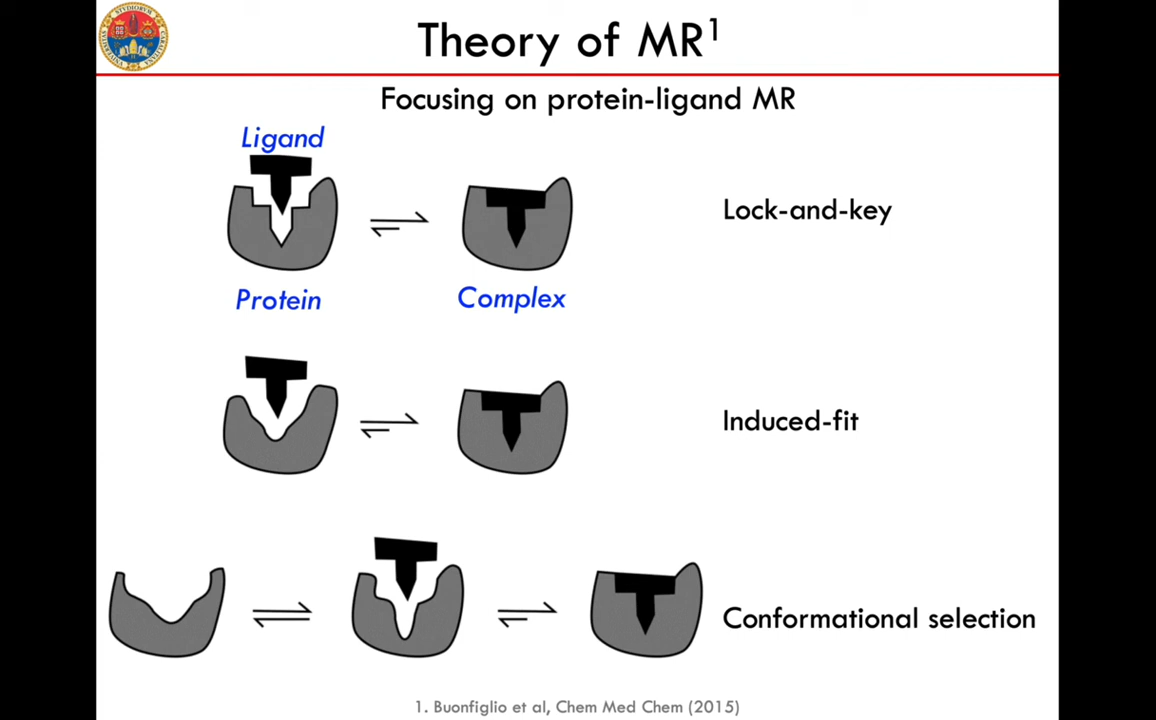 Theory of MR¹
Focusing on protein-ligand MR
Ligand
Lock-and-key
Protein
Complex
Induced-fit
Conformational selection
1. Buonfiglio et al, Chem Med Chem (2015)